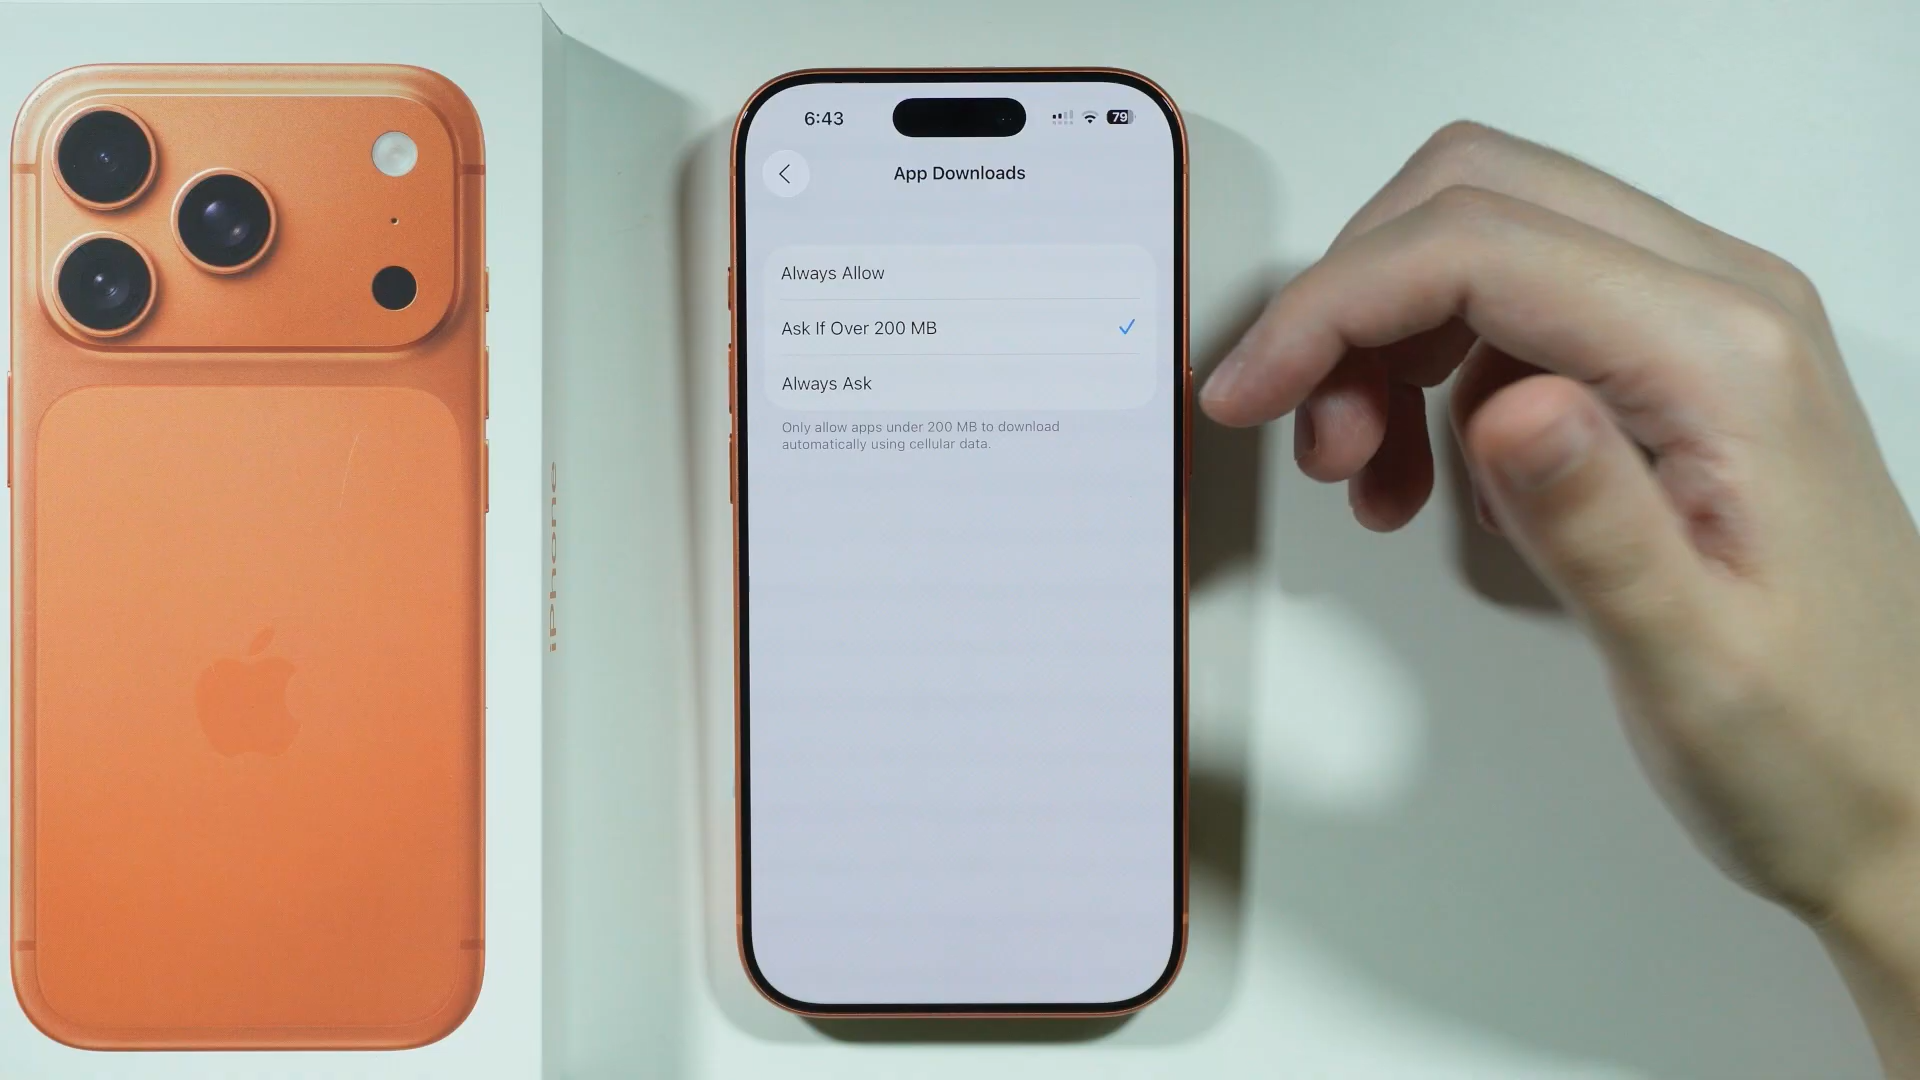 iPhone
6:43
79
App Downloads
Always Allow
Ask If Over 200 MB
Always Ask
Only allow apps under 200 MB to download
automatically using cellular data.